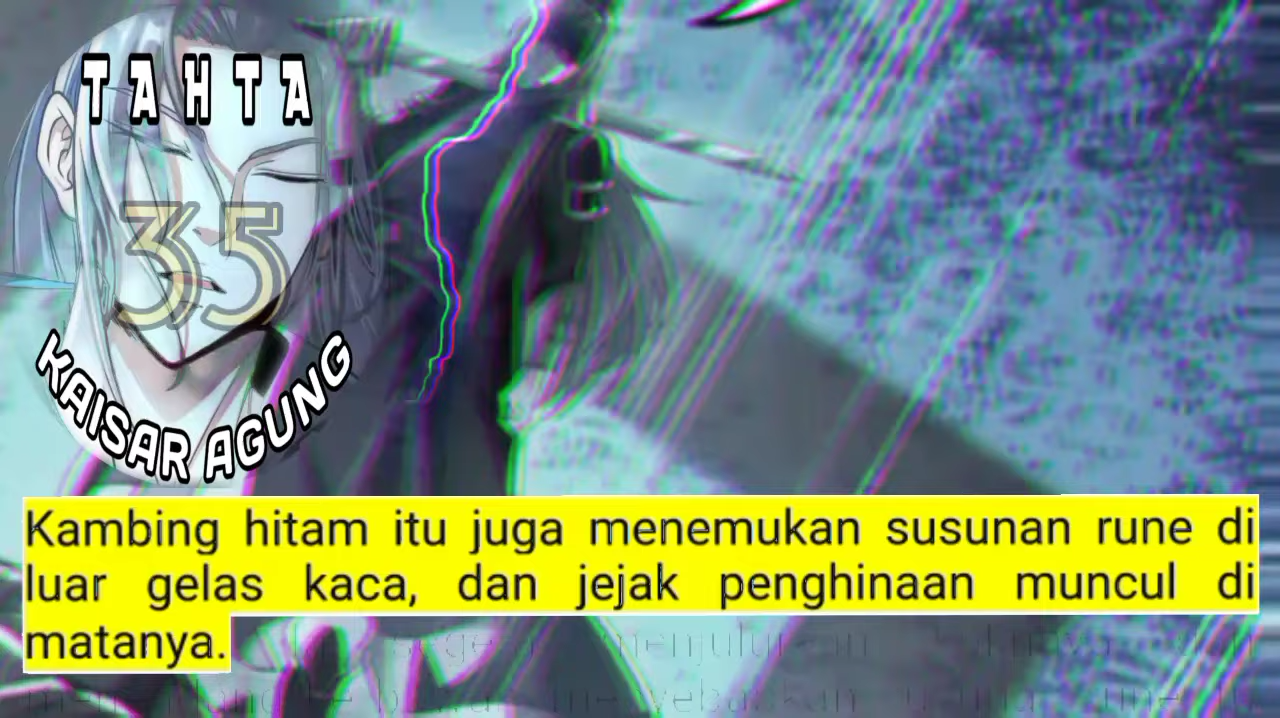 TAHTA
35
KAISAR AGUNG
Kambing hitam itu juga menemukan susunan rune di
luar gelas kaca, dan jejak penghinaan muncul di
matanya.